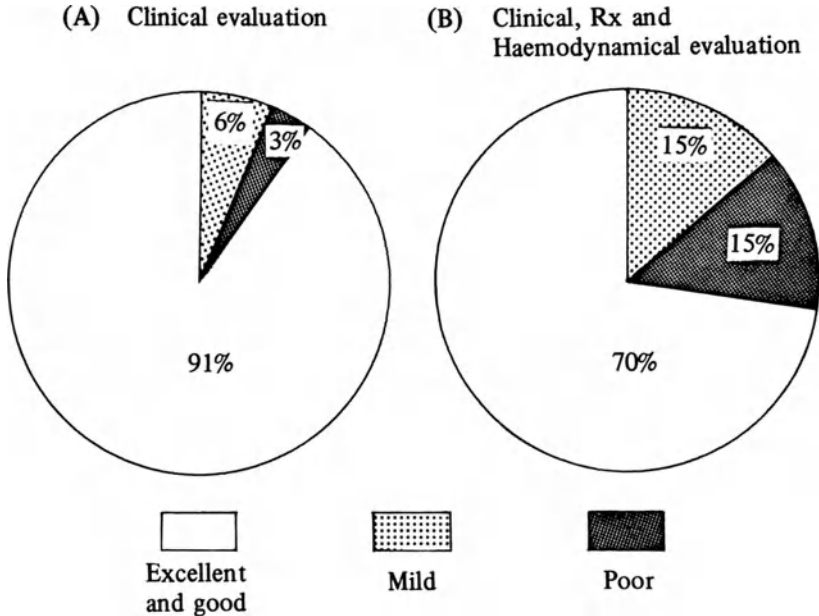 (A) Clinical evaluation
(B) Clinical, Rx and
Haemodynamical evaluation
6%
3%
91%
15%
15%
70%
Excellent
and good
Mild
Poor